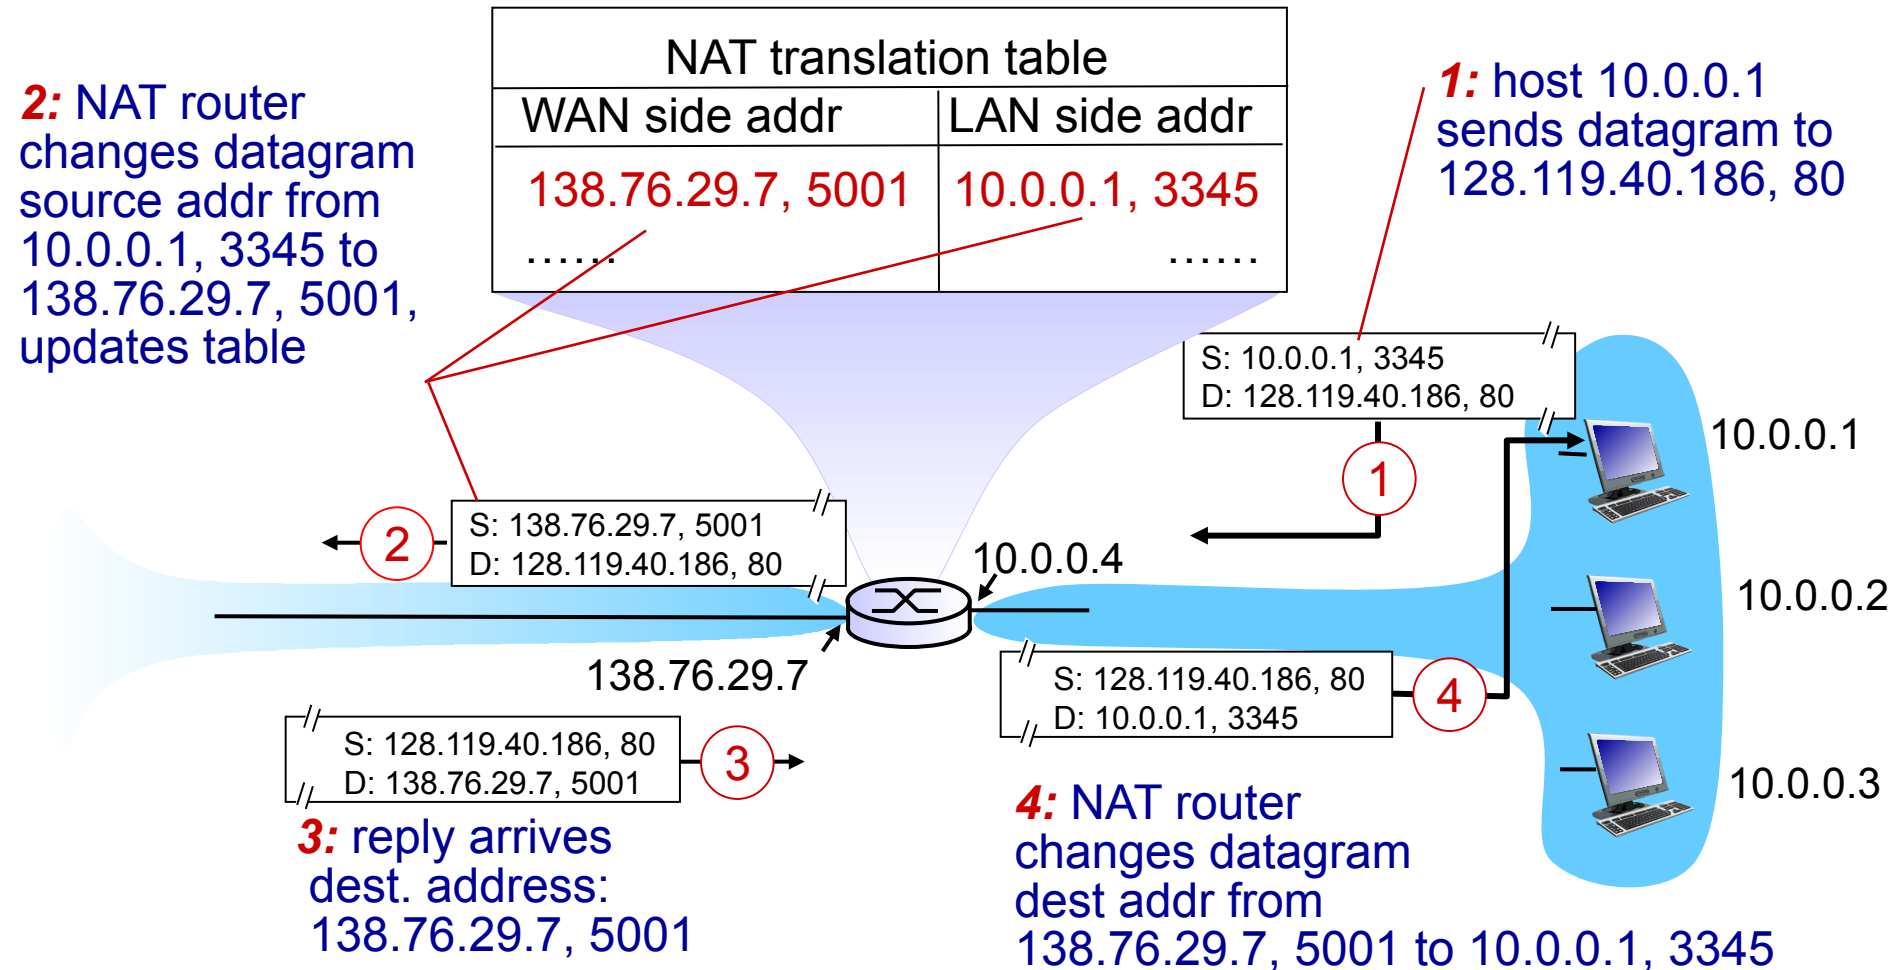 NAT translation table
WAN side addr LAN side addr
138.76.29.7, 5001 10.0.0.1, 3345
...... ......
2: NAT router
changes datagram
source addr from
10.0.0.1, 3345 to
138.76.29.7, 5001,
updates table
1: host 10.0.0.1
sends datagram to
128.119.40.186, 80
S: 10.0.0.1, 3345
D: 128.119.40.186, 80
1
10.0.0.1
S: 138.76.29.7, 5001
D: 128.119.40.186, 80
2
10.0.0.4
10.0.0.2
138.76.29.7
S: 128.119.40.186, 80
D: 10.0.0.1, 3345
4
S: 128.119.40.186, 80
D: 138.76.29.7, 5001
3
10.0.0.3
3: reply arrives
dest. address:
138.76.29.7, 5001
4: NAT router
changes datagram
dest addr from
138.76.29.7, 5001 to 10.0.0.1, 3345